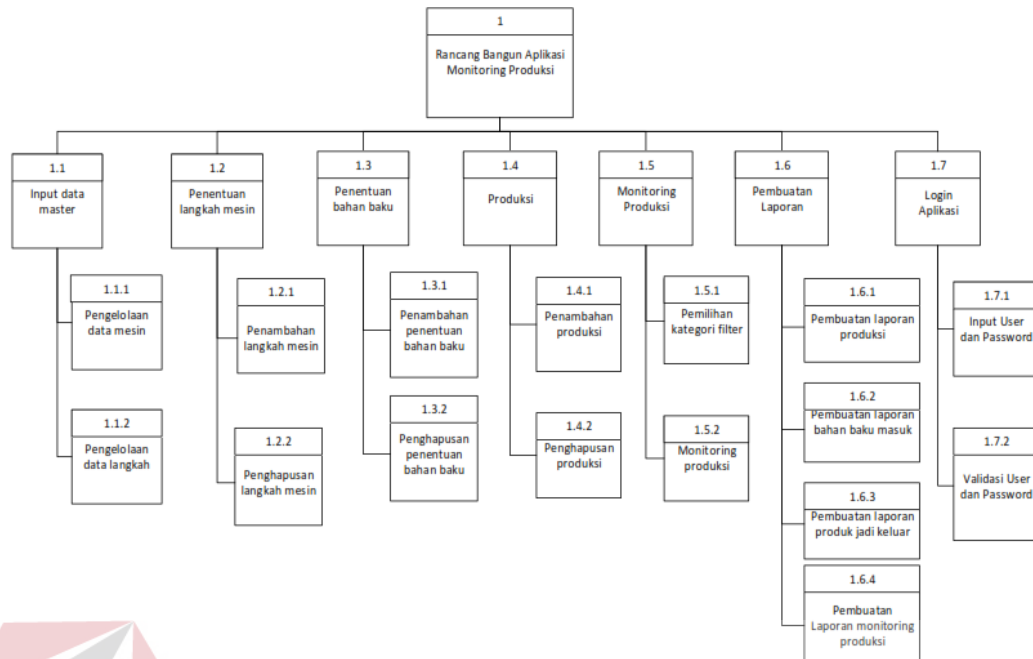 1
Rancang Bangun Aplikasi
Monitoring Produksi
1.1
Input data
master
1.2
Penentuan
langkah mesin
1.3
Penentuan
bahan baku
1.4
Produksi
1.5
Monitoring
Produksi
1.6
Pembuatan
Laporan
1.7
Login
Aplikasi
1.1.1
Pengelolaan
data mesin
1.1.2
Pengelolaan
data langkah
1.2.1
Penambahan
langkah mesin
1.2.2
Penghapusan
langkah mesin
1.3.1
Penambahan
penentuan
bahan baku
1.3.2
Penghapusan
penentuan
bahan baku
1.4.1
Penambahan
produksi
1.4.2
Penghapusan
produksi
1.5.1
Pemilihan
kategori filter
1.5.2
Monitoring
produksi
1.6.1
Pembuatan laporan
produksi
1.6.2
Pembuatan laporan
bahan baku masuk
1.6.3
Pembuatan laporan
produk jadi keluar
1.6.4
Pembuatan
Laporan monitoring
produksi
1.7.1
Input User
dan Password
1.7.2
Validasi User
dan Password